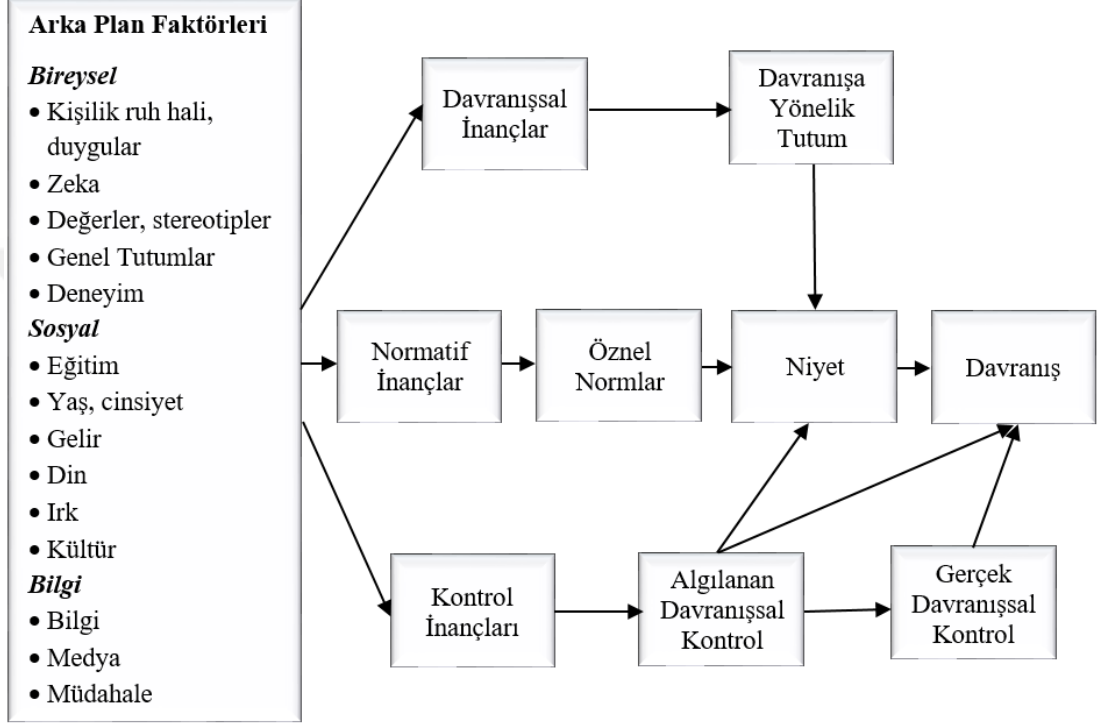 Arka Plan Faktörleri
Bireysel
• Kişilik ruh hali,
duygular
• Zeka
• Değerler, stereotipler
• Genel Tutumlar
• Deneyim
Sosyal
• Eğitim
• Yaş, cinsiyet
• Gelir
• Din
• Irk
• Kültür
Bilgi
• Bilgi
• Medya
• Müdahale
Davranışsal
İnançlar
Davranışa
Yönelik
Tutum
Normatif
İnançlar
Öznel
Normlar
Niyet
Davranış
Kontrol
İnançları
Algılanan
Davranışsal
Kontrol
Gerçek
Davranışsal
Kontrol